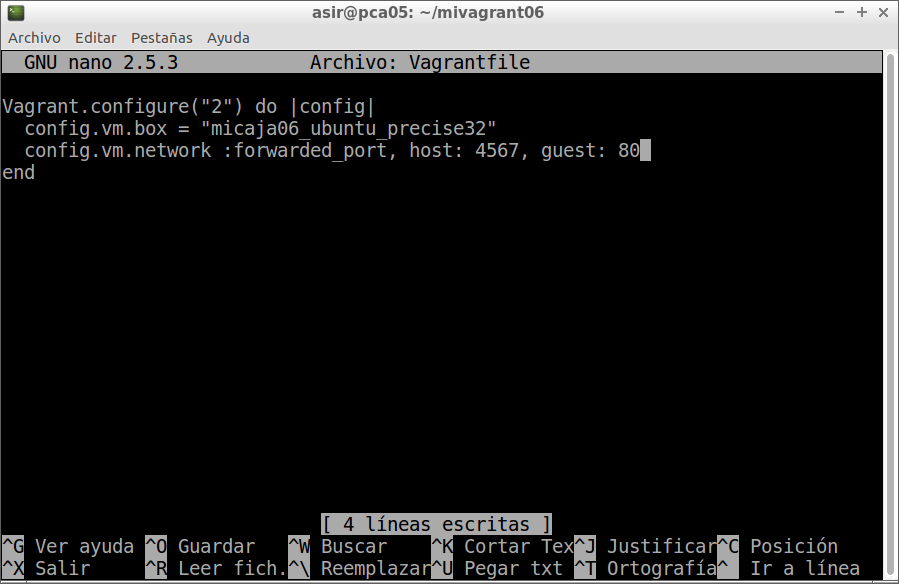 asir@pca05: ~/mivagrant06
Archivo Editar Pestañas Ayuda
GNU nano 2.5.3 Archivo: Vagrantfile
Vagrant.configure("2") do |config|
  config.vm.box = "micaja06_ubuntu_precise32"
  config.vm.network :forwarded_port, host: 4567, guest: 80
end
[ 4 líneas escritas ]
^G Ver ayuda ^O Guardar ^W Buscar ^K Cortar Tex^J Justificar^C Posición
^X Salir ^R Leer fich.^\ Reemplazar^U Pegar txt ^T Ortografía^ Ir a línea